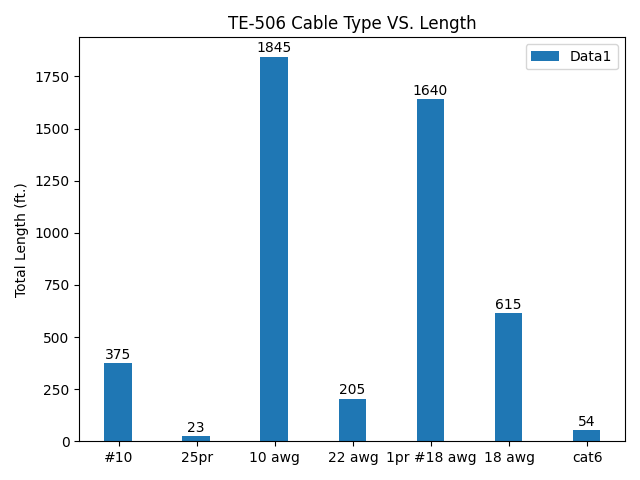 TE-506 Cable Type VS. Length
Data1
Total Length (ft.)
1750
1500
1250
1000
750
500
250
0
375
23
1845
205
1640
615
54
#10
25pr
10 awg
22 awg
1pr #18 awg
18 awg
cat6